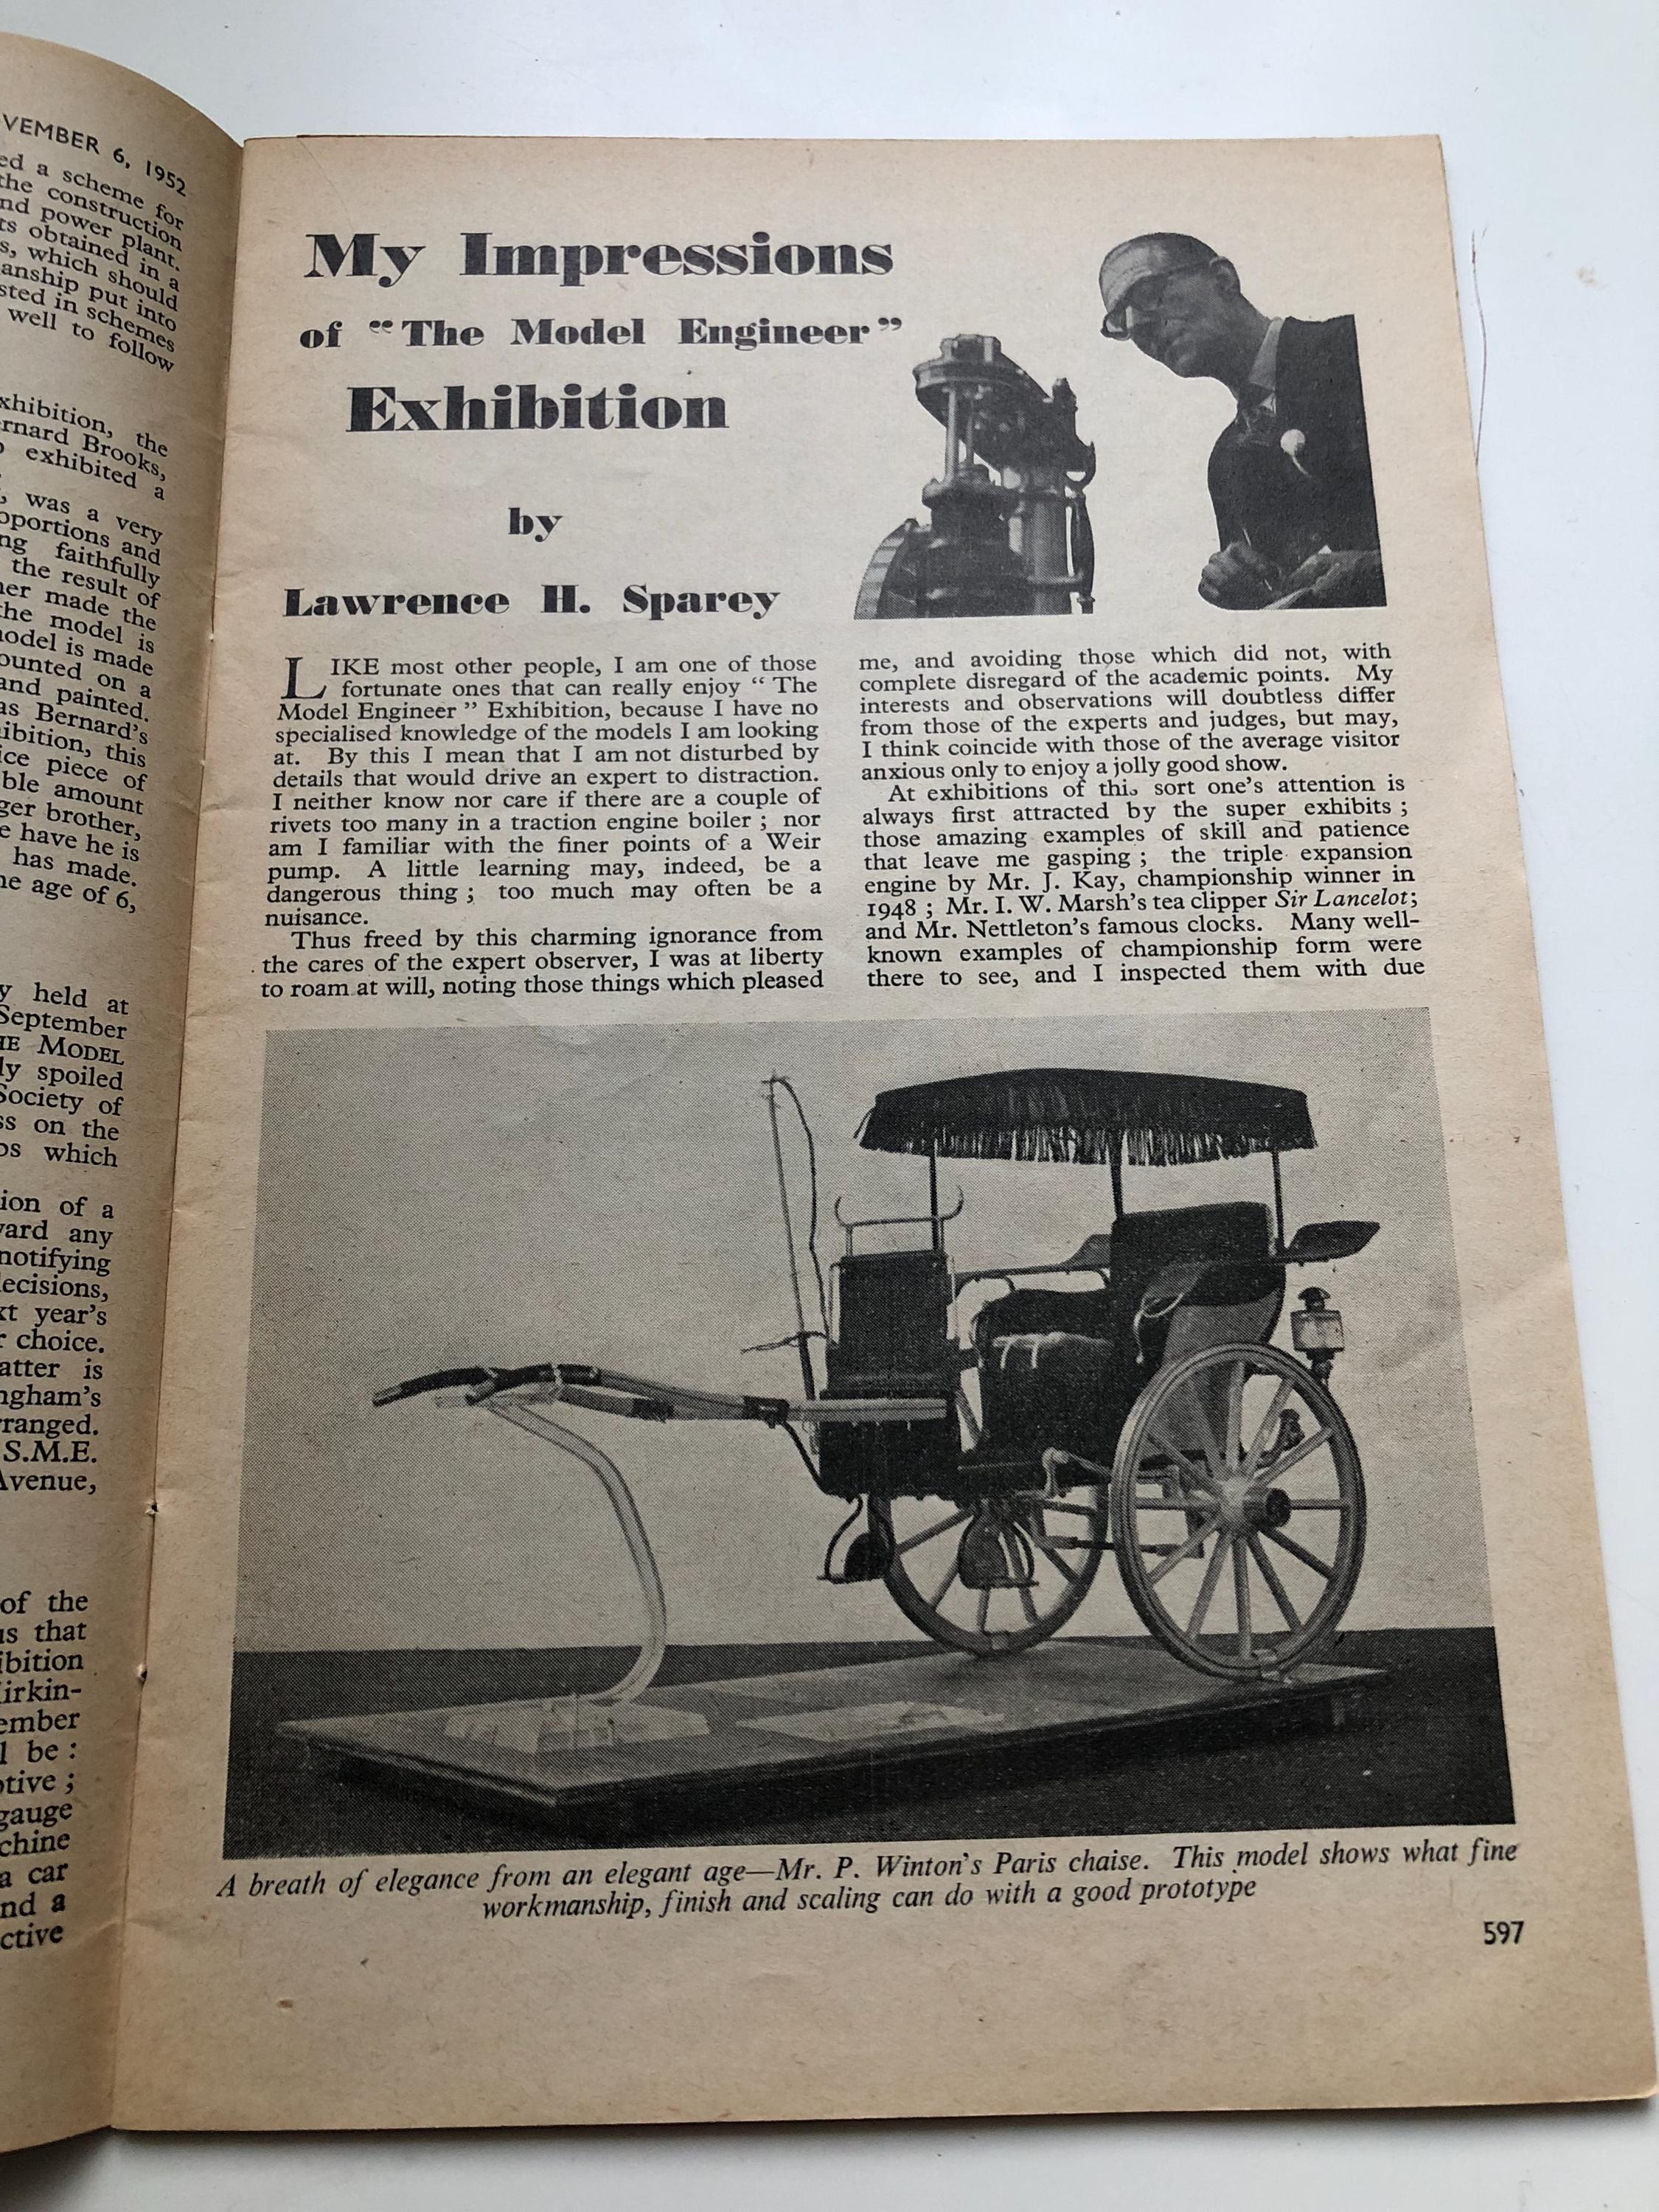 VEMBER 6, 1952
ed a scheme for
the construction
nd power plant.
ts obtained in a
s, which should
anship put into
sted in schemes
well to follow
xhibition, the
ernard Brooks,
exhibited a
, was a very
oportions and
ng faithfully
the result of
her made the
the model is
nodel is made
ounted on a
and painted.
as Bernard's
ibition, this
ice piece of
ble amount
ger brother,
e have he is
has made.
he age of 6,
y held at
September
HE MODEL
ly spoiled
Society of
ss on the
ps which
ion of a
ward any
notifying
decisions,
xt year's
r choice.
atter is
ngham's
rranged.
S.M.E.
Avenue,
of the
us that
ibition
Kirkin-
ember
l be :
otive ;
gauge
chine
a car
nd a
ctive
My Impressions
of “The Model Engineer”
Exhibition
by
Lawrence H. Sparey
LIKE most other people, I am one of those
fortunate ones that can really enjoy “ The
Model Engineer ” Exhibition, because I have no
specialised knowledge of the models I am looking
at. By this I mean that I am not disturbed by
details that would drive an expert to distraction.
I neither know nor care if there are a couple of
rivets too many in a traction engine boiler ; nor
am I familiar with the finer points of a Weir
pump. A little learning may, indeed, be a
dangerous thing ; too much may often be a
nuisance.
Thus freed by this charming ignorance from
the cares of the expert observer, I was at liberty
to roam at will, noting those things which pleased
me, and avoiding those which did not, with
complete disregard of the academic points. My
interests and observations will doubtless differ
from those of the experts and judges, but may,
I think coincide with those of the average visitor
anxious only to enjoy a jolly good show.
At exhibitions of this sort one's attention is
always first attracted by the super exhibits ;
those amazing examples of skill and patience
that leave me gasping ; the triple expansion
engine by Mr. J. Kay, championship winner in
1948 ; Mr. I. W. Marsh's tea clipper Sir Lancelot;
and Mr. Nettleton's famous clocks. Many well-
known examples of championship form were
there to see, and I inspected them with due
A breath of elegance from an elegant age—Mr. P. Winton's Paris chaise. This model shows what fine
workmanship, finish and scaling can do with a good prototype
597